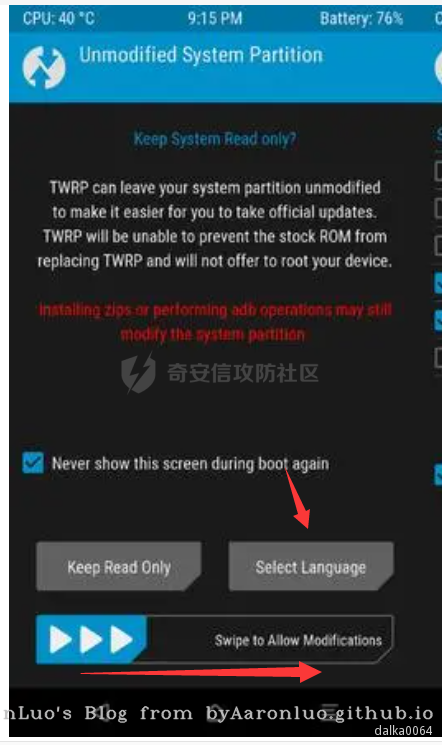 CPU: 40 °C 9:15 PM Battery: 76%
Unmodified System Partition
Keep System Read only?
TWRP can leave your system partition unmodified
to make it easier for you to take official updates.
TWRP will be unable to prevent the stock ROM from
replacing TWRP and will not offer to root your device.
Installing zips or performing adb operations may still
modify the system partition
奇安信攻防社区
Never show this screen during boot again
Keep Read Only Select Language
Swipe to Allow Modifications
nLuo's Blog from byAaronluo.github.io
dalka0064